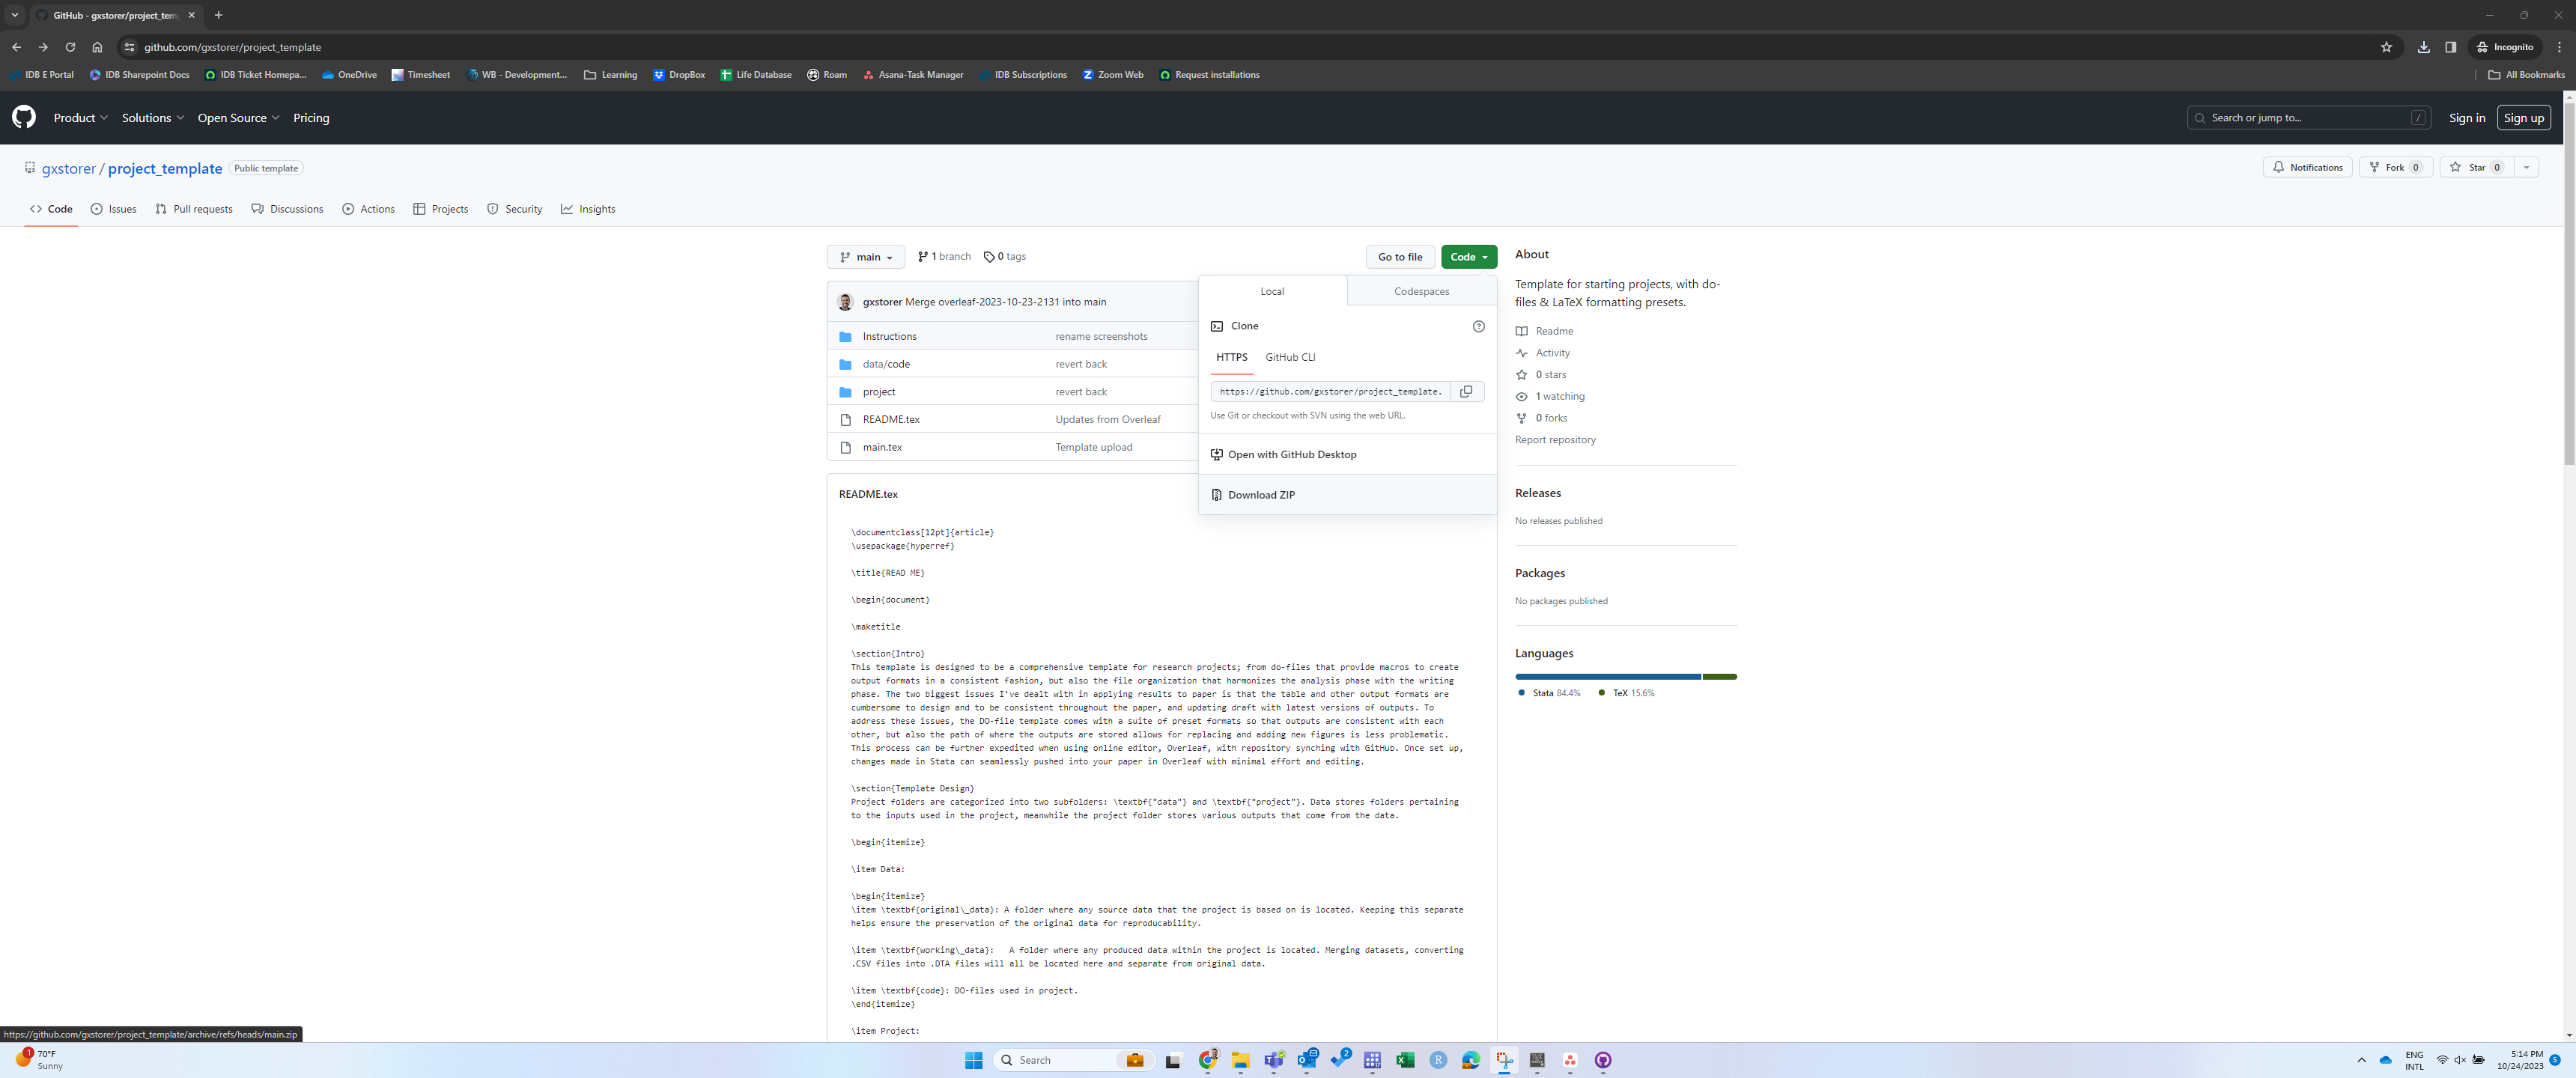 GitHub - gxstorer/project_tem
github.com/gxstorer/project_template
Incognito
IDB E Portal
IDB Sharepoint Docs
IDB Ticket Homepa...
OneDrive
Timesheet
WB - Development...
Learning
DropBox
Life Database
Roam
Asana-Task Manager
IDB Subscriptions
Zoom Web
Request installations
All Bookmarks
Product
Solutions
Open Source
Pricing
Search or jump to...
/
Sign in
Sign up
gxstorer / project_template
Public template
Notifications
Fork 0
Star 0
Code
Issues
Pull requests
Discussions
Actions
Projects
Security
Insights
main
1 branch
0 tags
Go to file
Code
gxstorer Merge overleaf-2023-10-23-2131 into main
Instructions
rename screenshots
data/code
revert back
project
revert back
README.tex
Updates from Overleaf
main.tex
Template upload
Local
Codespaces
Clone
HTTPS
GitHub CLI
https://github.com/gxstorer/project_template.
Use Git or checkout with SVN using the web URL.
Open with GitHub Desktop
Download ZIP
README.tex
\documentclass[12pt]{article}
\usepackage{hyperref}
\title{READ ME}
\begin{document}
\maketitle
\section{Intro}
This template is designed to be a comprehensive template for research projects; from do-files that provide macros to create
output formats in a consistent fashion, but also the file organization that harmonizes the analysis phase with the writing
phase. The two biggest issues I've dealt with in applying results to paper is that the table and other output formats are
cumbersome to design and to be consistent throughout the paper, and updating draft with latest versions of outputs. To
address these issues, the DO-file template comes with a suite of preset formats so that outputs are consistent with each
other, but also the path of where the outputs are stored allows for replacing and adding new figures is less problematic.
This process can be further expedited when using online editor, Overleaf, with repository synching with GitHub. Once set up,
changes made in Stata can seamlessly pushed into your paper in Overleaf with minimal effort and editing.
\section{Template Design}
Project folders are categorized into two subfolders: \textbf{"data"} and \textbf{"project"}. Data stores folders pertaining
to the inputs used in the project, meanwhile the project folder stores various outputs that come from the data.
\begin{itemize}
\item Data:
\begin{itemize}
\item \textbf{original\_data}: A folder where any source data that the project is based on is located. Keeping this separate
helps ensure the preservation of the original data for reproducability.
\item \textbf{working\_data}:   A folder where any produced data within the project is located. Merging datasets, converting
.CSV files into .DTA files will all be located here and separate from original data.
\item \textbf{code}: DO-files used in project.
\end{itemize}
\item Project:
About
Template for starting projects, with do-
files & LaTeX formatting presets.
Readme
Activity
0 stars
1 watching
0 forks
Report repository
Releases
No releases published
Packages
No packages published
Languages
Stata 84.4%
TeX 15.6%
https://github.com/gxstorer/project_template/archive/refs/heads/main.zip
1
70°F
Sunny
Search
2
ENG
INTL
5:14 PM
10/24/2023
5